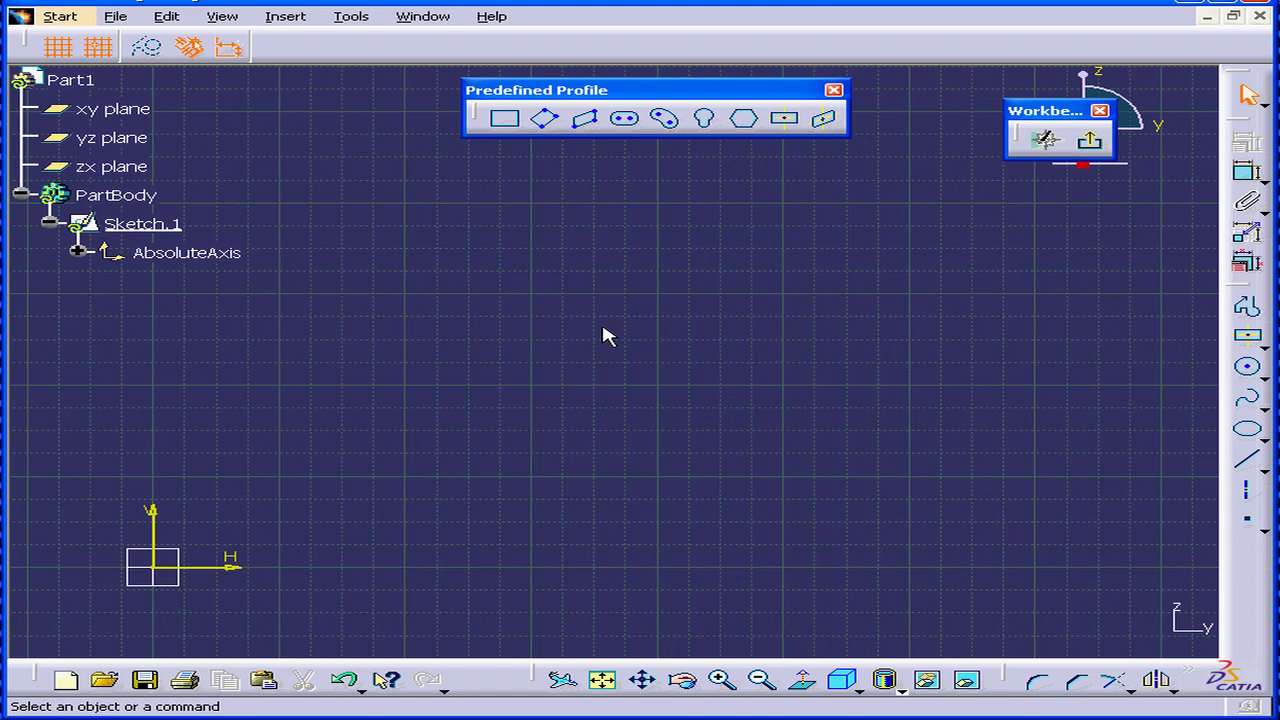 Start File Edit View Insert Tools Window Help
Part1
xy plane
yz plane
zx plane
PartBody
Sketch.1
AbsoluteAxis
Predefined Profile
Workbe...
z
y
V
H
z
y
CATIA
Select an object or a command